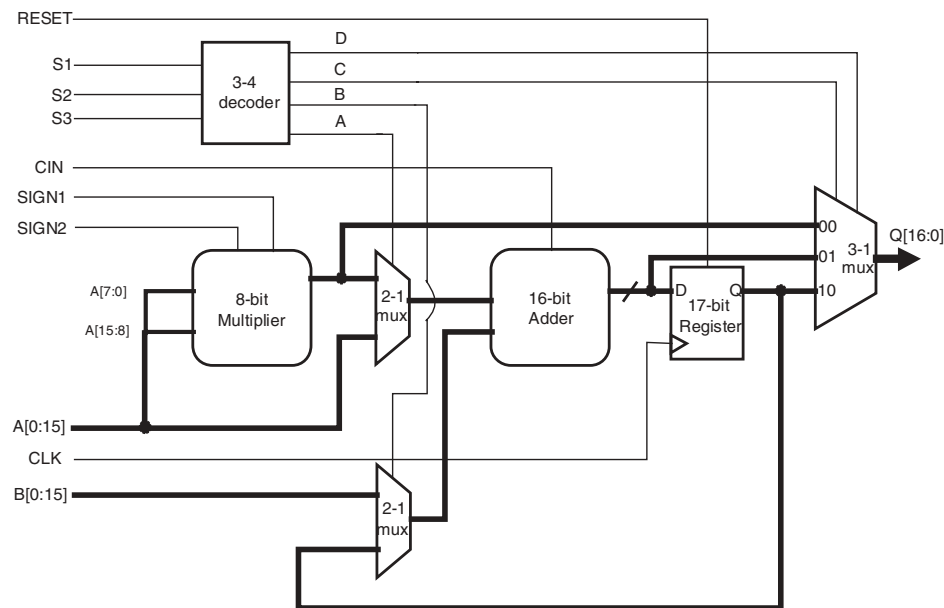 RESET
D
S1
3-4
decoder
C
S2
B
S3
A
CIN
SIGN1
SIGN2
00
3-1
mux
Q[16:0]
01
A[7:0]
8-bit
Multiplier
2-1
mux
16-bit
Adder
D
Q
17-bit
Register
10
A[15:8]
A[0:15]
CLK
B[0:15]
2-1
mux